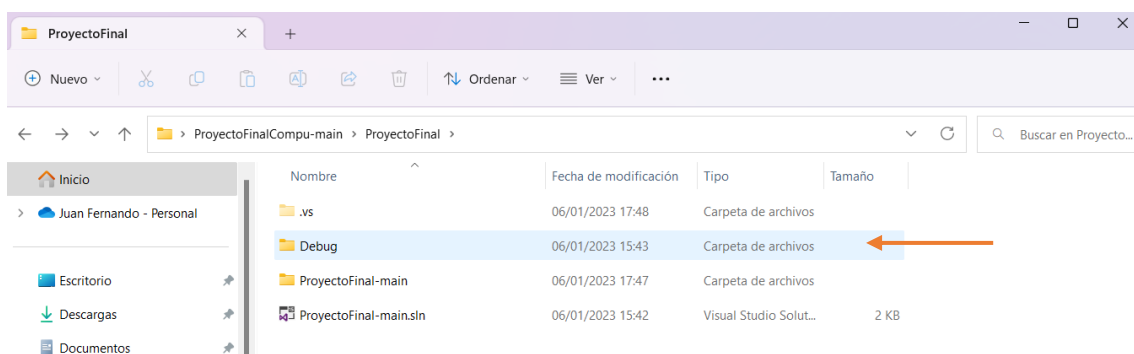 ProyectoFinal
Nuevo Ordenar Ver
ProyectoFinalCompu-main > ProyectoFinal > Buscar en Proyecto...
Inicio Nombre Fecha de modificación Tipo Tamaño
Juan Fernando - Personal .vs 06/01/2023 17:48 Carpeta de archivos
Debug 06/01/2023 15:43 Carpeta de archivos
Escritorio ProyectoFinal-main 06/01/2023 17:47 Carpeta de archivos
Descargas ProyectoFinal-main.sln 06/01/2023 15:42 Visual Studio Solut... 2 KB
Documentos